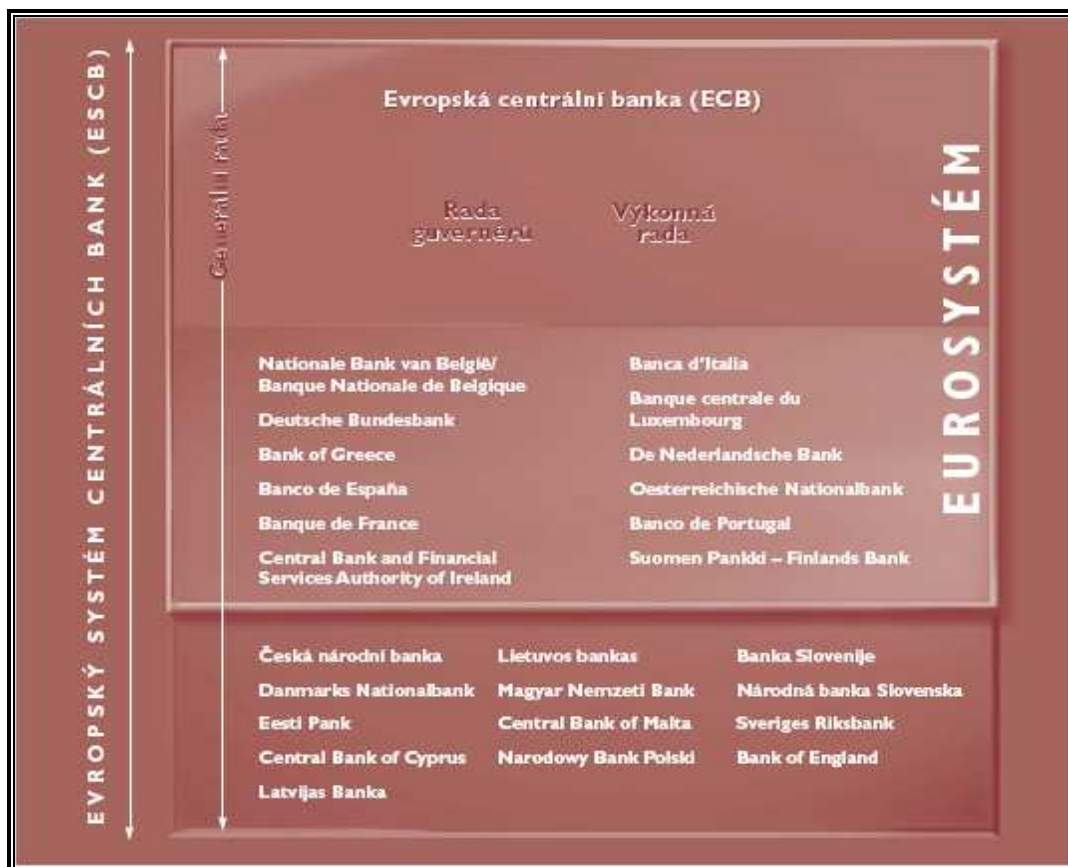 EVROPSKÝ SYSTÉM CENTRÁLNÍCH BANK (ESCB)
Generální rada
Evropská centrální banka (ECB)
Rada
guvernérů
Výkonná
rada
EUROSYSTÉM
Nationale Bank van België/
Banque Nationale de Belgique
Deutsche Bundesbank
Bank of Greece
Banco de España
Banque de France
Central Bank and Financial
Services Authority of Ireland
Banca d'Italia
Banque centrale du
Luxembourg
De Nederlandsche Bank
Oesterreichische Nationalbank
Banco de Portugal
Suomen Pankki – Finlands Bank
Česká národní banka
Danmarks Nationalbank
Eesti Pank
Central Bank of Cyprus
Latvijas Banka
Lietuvos bankas
Magyar Nemzeti Bank
Central Bank of Malta
Narodowy Bank Polski
Banka Slovenije
Národná banka Slovenska
Sveriges Riksbank
Bank of England